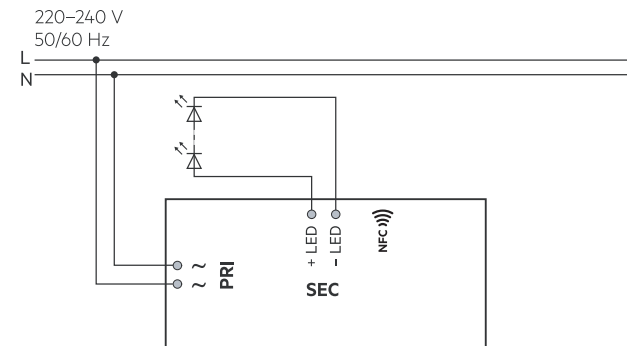 220–240 V
50/60 Hz
L
N
+ LED
– LED
NFC
~
~
PRI
SEC